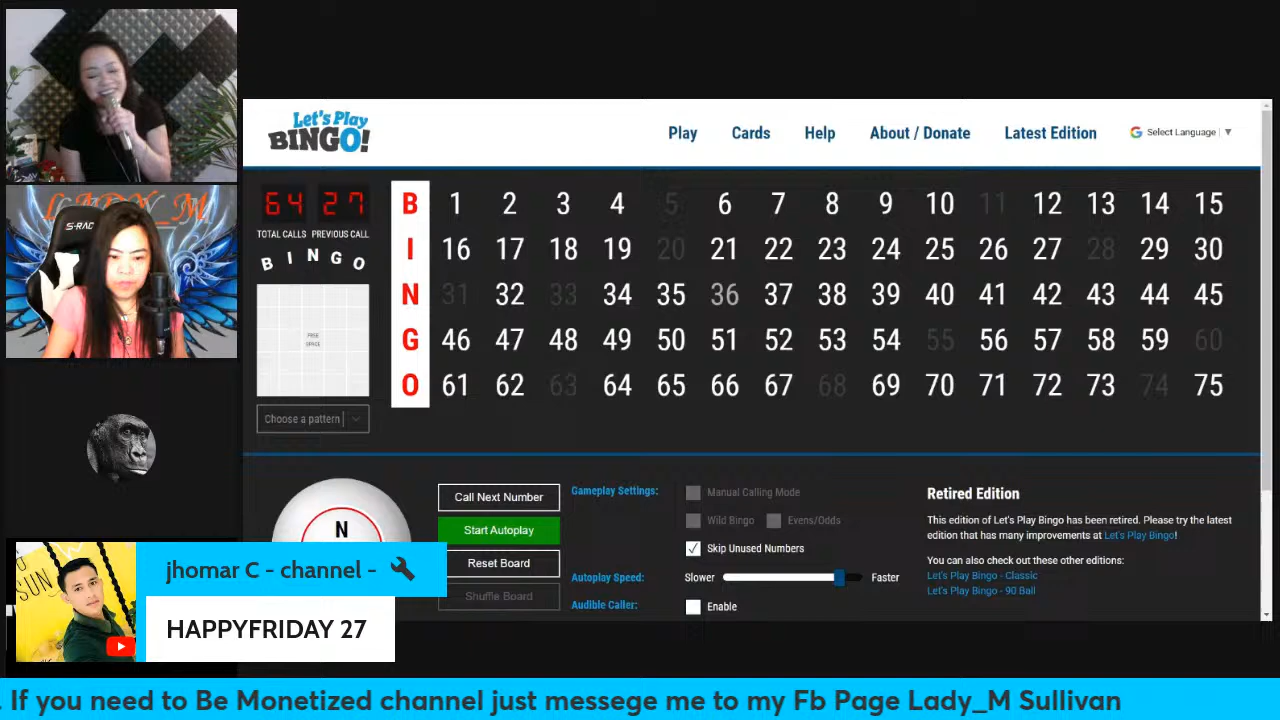 LADY_M
S-RAC
Let's Play
BINGO!
Play
Cards
Help
About / Donate
Latest Edition
G Select Language
64 27
TOTAL CALLS PREVIOUS CALL
B I N G O
FREE
SPACE
Choose a pattern
B 1 2 3 4 5 6 7 8 9 10 11 12 13 14 15
I 16 17 18 19 20 21 22 23 24 25 26 27 28 29 30
N 31 32 33 34 35 36 37 38 39 40 41 42 43 44 45
G 46 47 48 49 50 51 52 53 54 55 56 57 58 59 60
O 61 62 63 64 65 66 67 68 69 70 71 72 73 74 75
N
Call Next Number
Start Autoplay
Reset Board
Shuffle Board
Gameplay Settings:
Manual Calling Mode
Wild Bingo
Evens/Odds
Skip Unused Numbers
Autoplay Speed:
Slower
Faster
Audible Caller:
Enable
Retired Edition
This edition of Let's Play Bingo has been retired. Please try the latest
edition that has many improvements at Let's Play Bingo!
You can also check out these other editions:
Let's Play Bingo - Classic
Let's Play Bingo - 90 Ball
SUN
jhomar C - channel -
HAPPYFRIDAY 27
. If you need to Be Monetized channel just messege me to my Fb Page Lady_M Sullivan